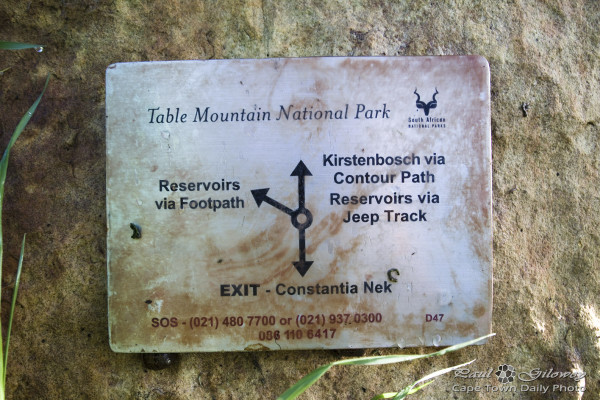 Table Mountain National Park
South African
NATIONAL PARKS
Kirstenbosch via
Contour Path
Reservoirs
via Footpath
Reservoirs via
Jeep Track
EXIT - Constantia Nek
SOS - (021) 480 7700 or (021) 937 0300
086 110 6417
D47
Paul Gilowey
Cape Town Daily Photo